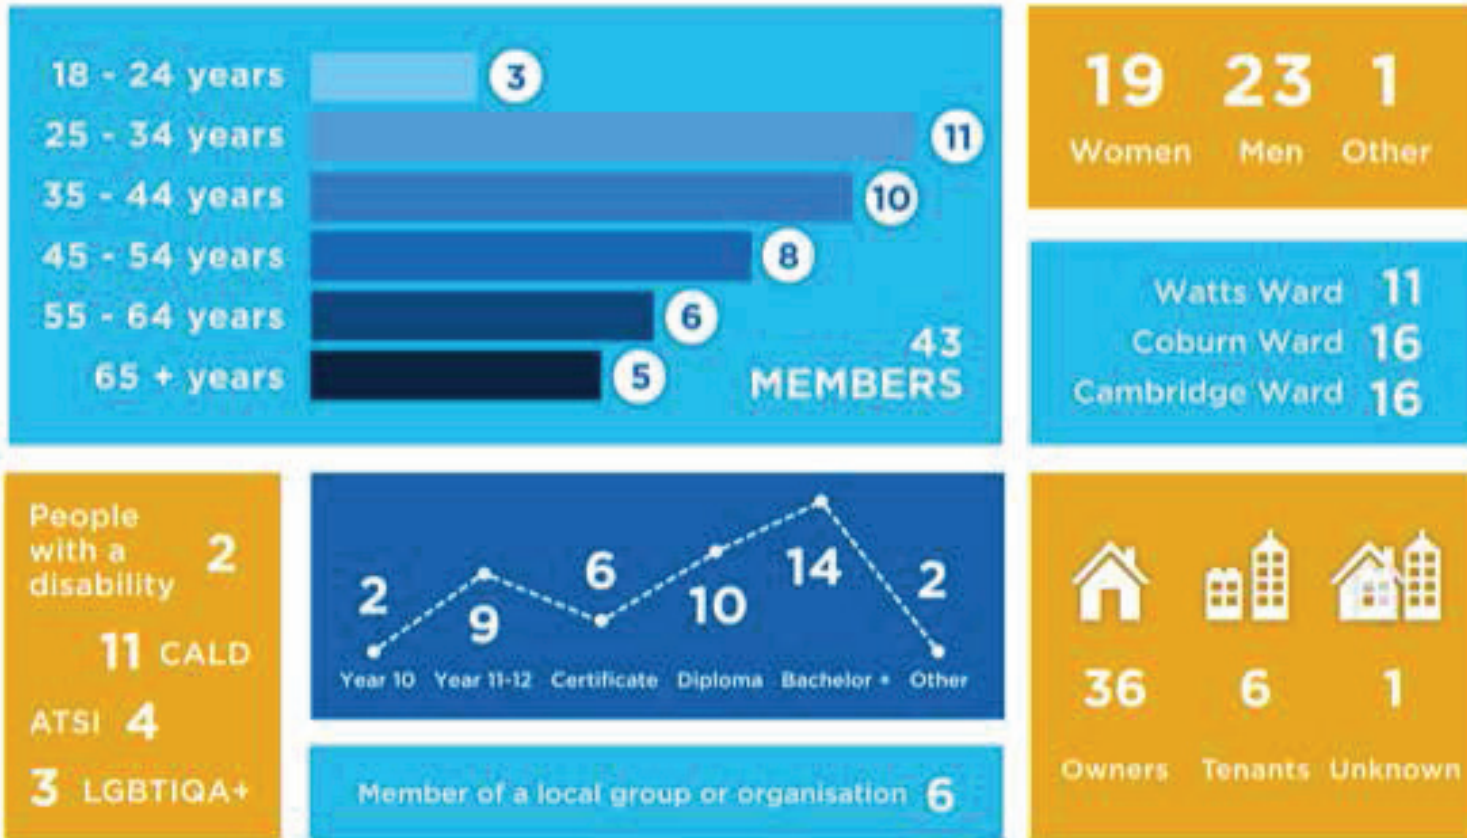 18 - 24 years 3
25 - 34 years 11
35 - 44 years 10
45 - 54 years 8
55 - 64 years 6
65 + years 5
43
MEMBERS
19 23 1
Women Men Other
Watts Ward 11
Coburn Ward 16
Cambridge Ward 16
People
with a
disability 2
11 CALD
ATSI 4
3 LGBTIQA+
2 9 6 10 14 2
Year 10 Year 11-12 Certificate Diploma Bachelor + Other
Member of a local group or organisation 6
36 6 1
Owners Tenants Unknown